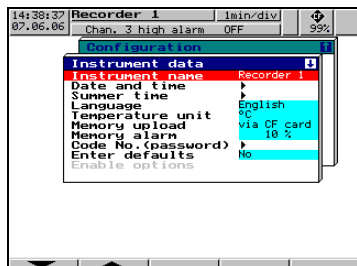 14:38:37 Recorder 1 1min/div
07.06.06 Chan. 3 high alarm OFF 99%
Configuration
Instrument data
Instrument name Recorder 1
Date and time
Summer time
Language English
Temperature unit °C
Memory upload via CF card
Memory alarm 10 %
Code No.(password)
Enter defaults No
Enable options